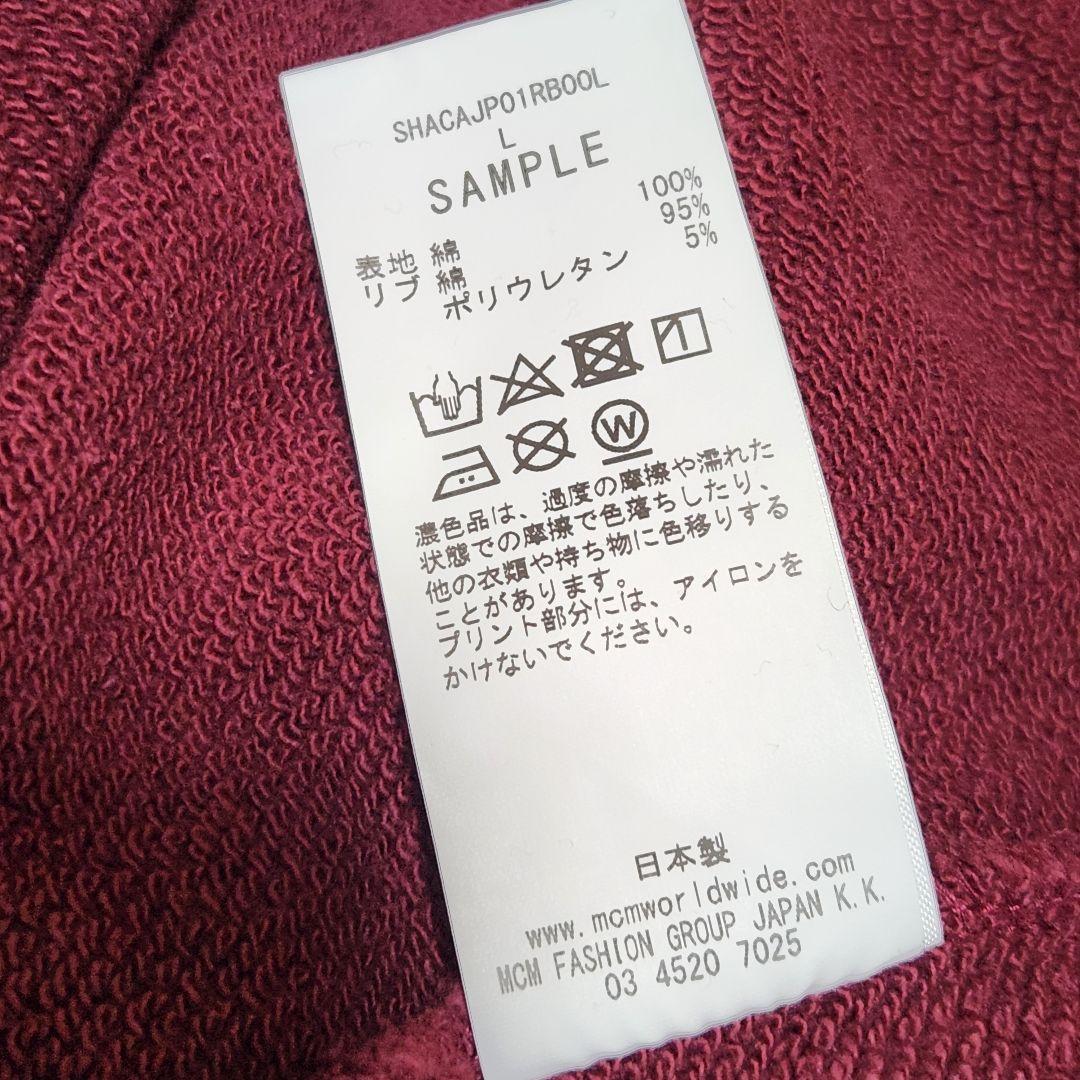 SHACAJP01RB00L
L
SAMPLE
表地 綿 100%
リブ 綿 95%
ポリウレタン 5%
W
濃色品は、過度の摩擦や濡れた
状態での摩擦で色落ちしたり、
他の衣類や持ち物に色移りする
ことがあります。
プリント部分には、アイロンを
かけないでください。
日本製
www.mcmworldwide.com
MCM FASHION GROUP JAPAN K.K.
03 4520 7025